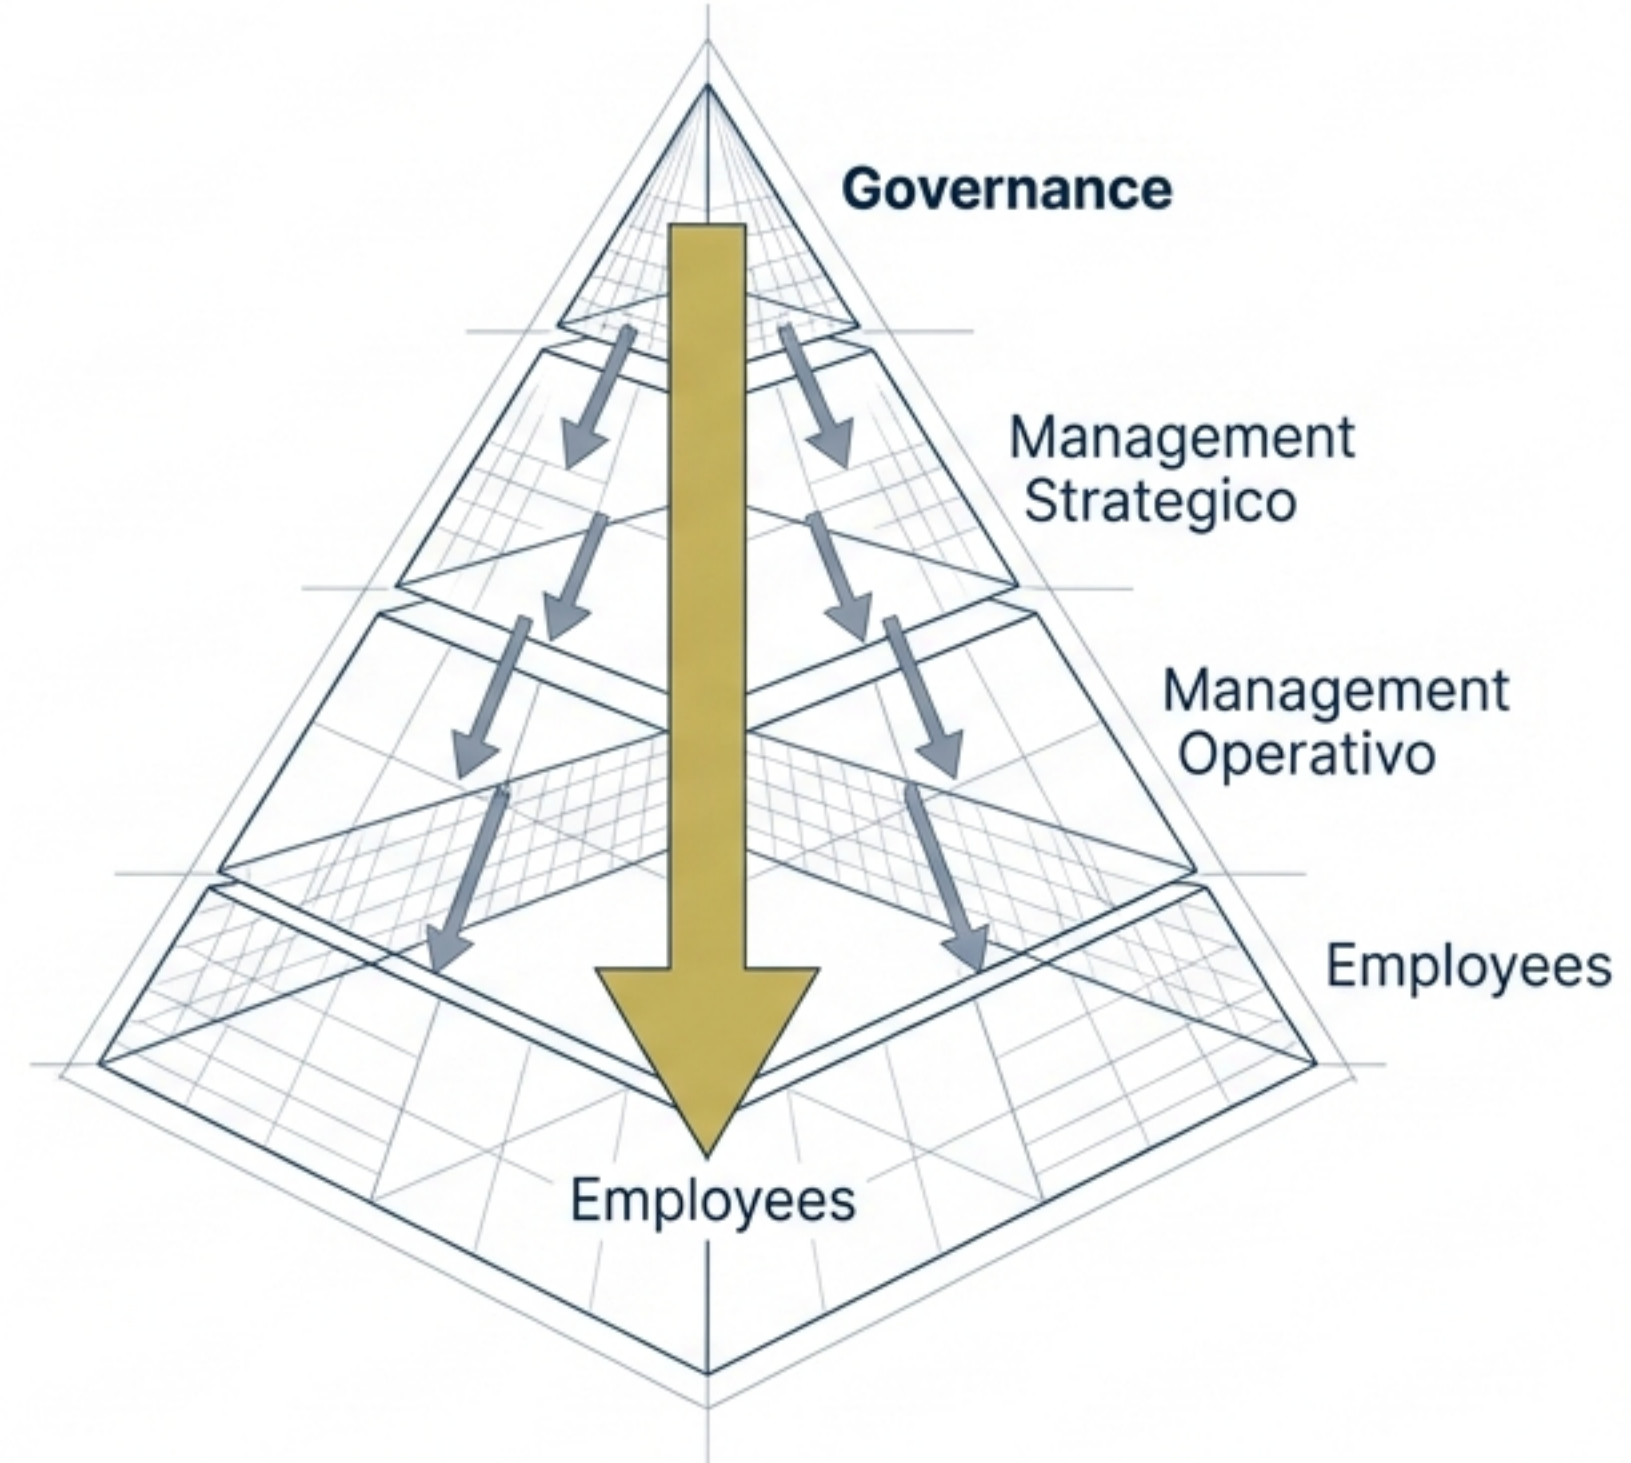 Governance
Management
Strategico
Management
Operativo
Employees
Employees